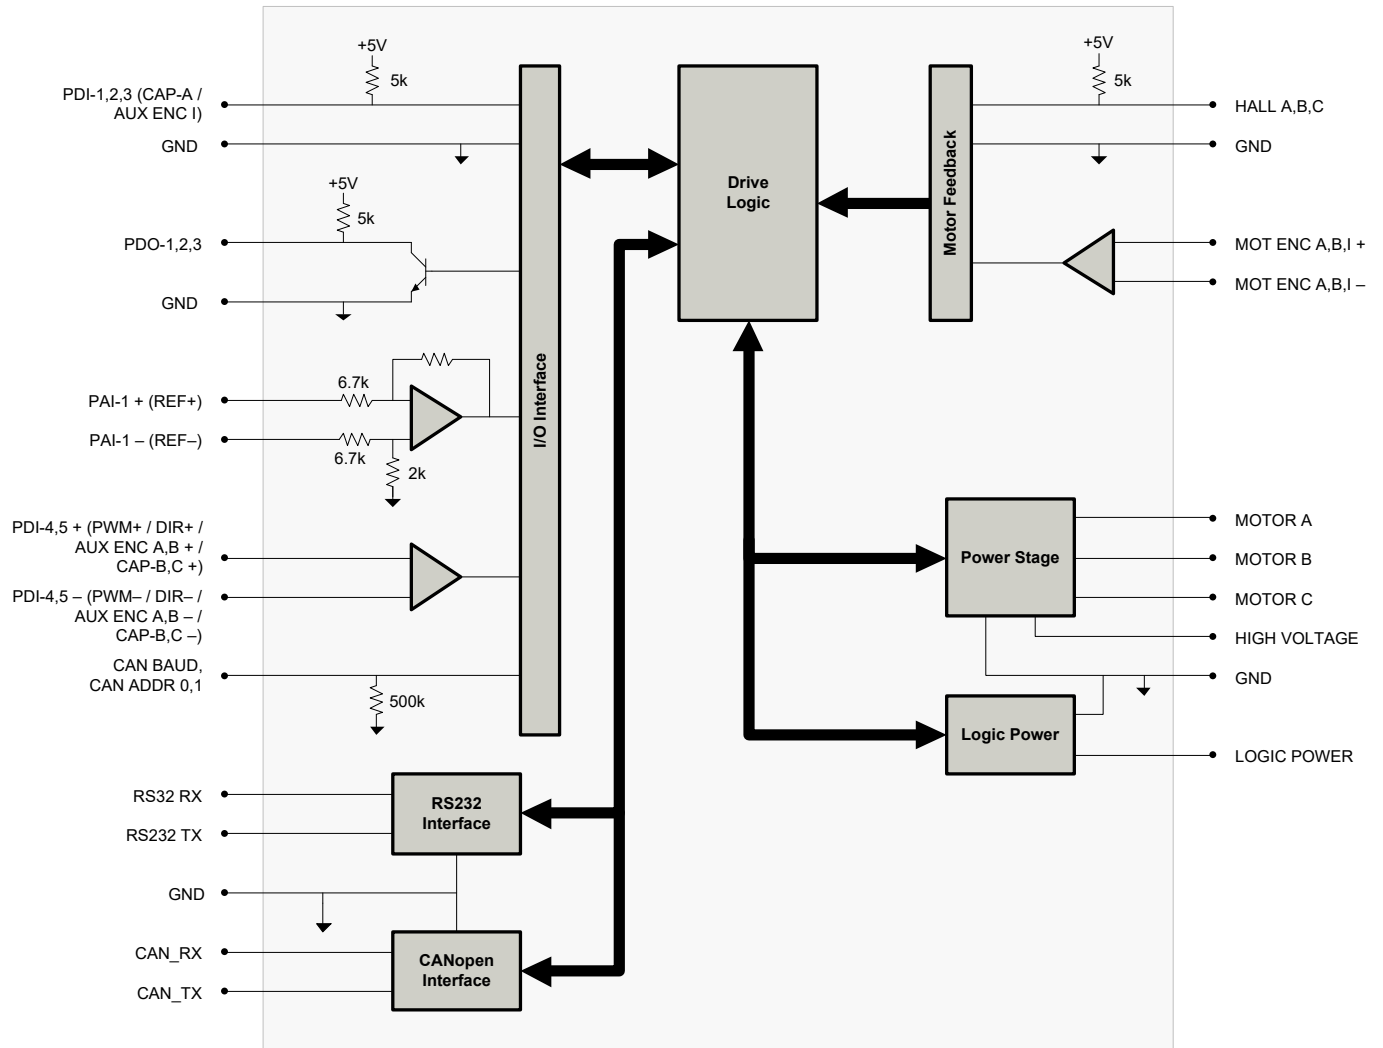 +5V
5k
PDI-1,2,3 (CAP-A /
AUX ENC I)
GND
+5V
5k
PDO-1,2,3
GND
6.7k
PAI-1 + (REF+)
PAI-1 – (REF–)
6.7k
2k
PDI-4,5 + (PWM+ / DIR+ /
AUX ENC A,B + /
CAP-B,C +)
PDI-4,5 – (PWM– / DIR– /
AUX ENC A,B – /
CAP-B,C –)
CAN BAUD,
CAN ADDR 0,1
500k
I/O Interface
RS32 RX
RS232 TX
RS232
Interface
GND
CAN_RX
CAN_TX
CANopen
Interface
Drive
Logic
Motor Feedback
+5V
5k
HALL A,B,C
GND
MOT ENC A,B,I +
MOT ENC A,B,I –
Power Stage
MOTOR A
MOTOR B
MOTOR C
HIGH VOLTAGE
GND
Logic Power
LOGIC POWER